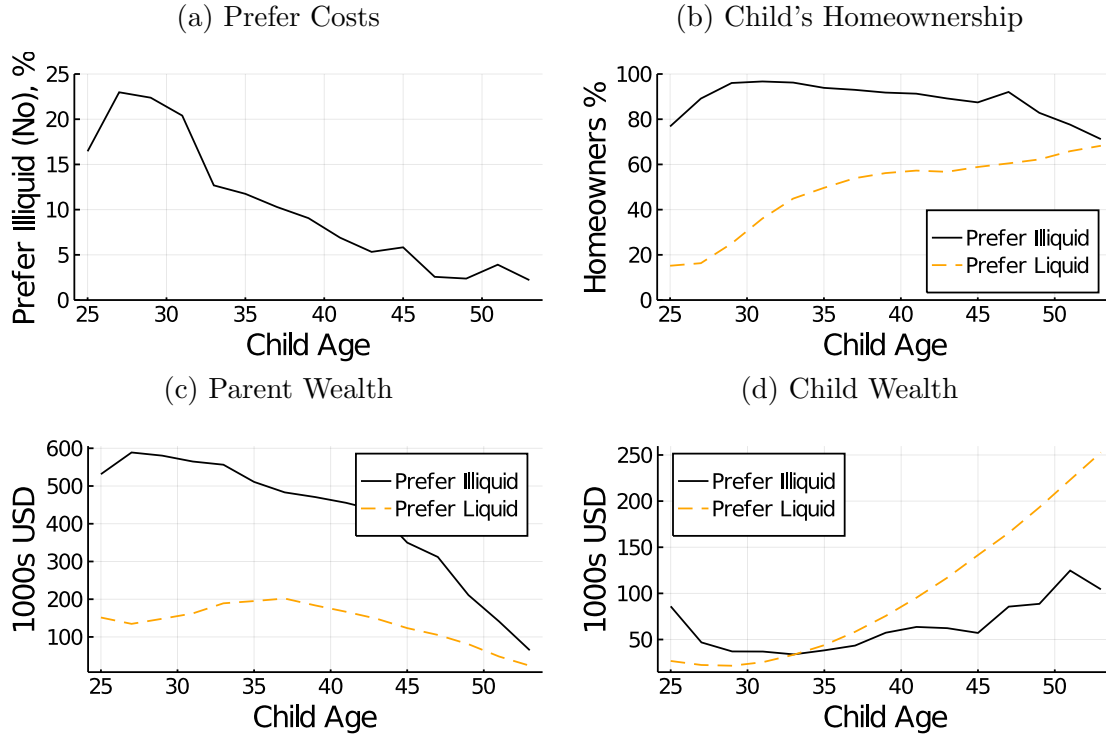 (a) Prefer Costs
Prefer Illiquid (No), %
25
20
15
10
5
0
25 30 35 40 45 50
Child Age
(b) Child's Homeownership
Homeowners %
100
80
60
40
20
0
Prefer Illiquid
Prefer Liquid
25 30 35 40 45 50
Child Age
(c) Parent Wealth
1000s USD
600
500
400
300
200
100
Prefer Illiquid
Prefer Liquid
25 30 35 40 45 50
Child Age
(d) Child Wealth
1000s USD
250
200
150
100
50
Prefer Illiquid
Prefer Liquid
25 30 35 40 45 50
Child Age